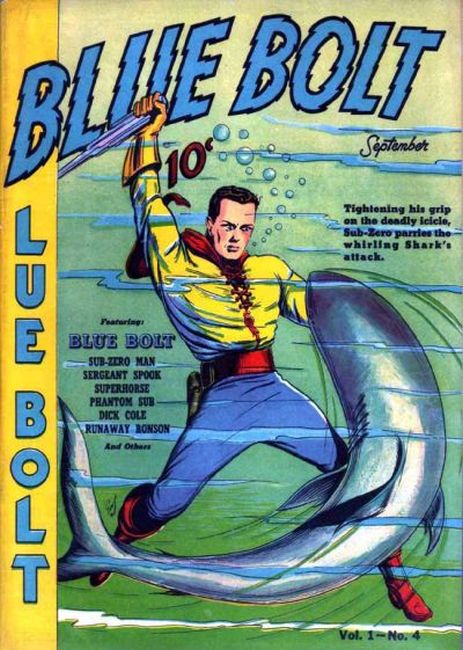 BLUE BOLT
September
10¢
Tightening his grip
on the deadly icicle,
Sub-Zero parries the
whirling Shark's
attack.
LUE BOLT
Featuring:
BLUE BOLT
SUB-ZERO MAN
SERGEANT SPOOK
SUPERHORSE
PHANTOM SUB
DICK COLE
RUNAWAY RONSON
And Others
Vol. 1—No. 4